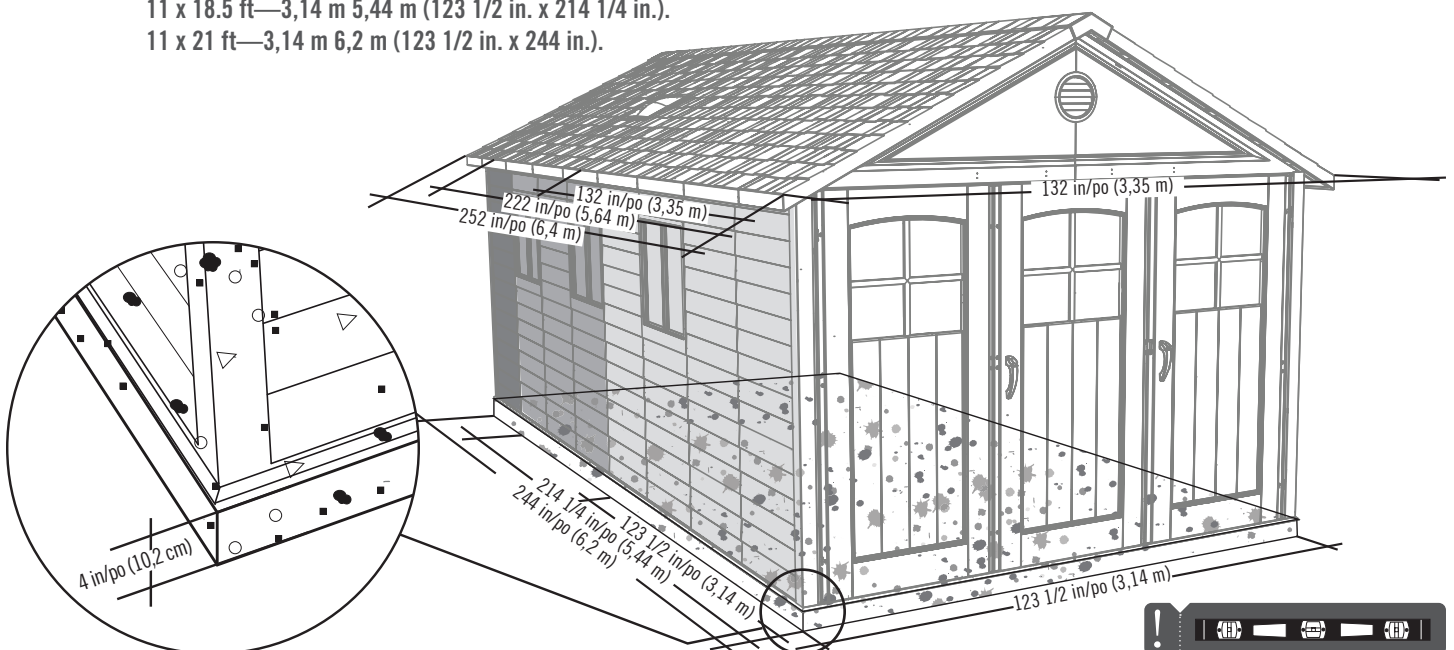 11 x 18.5 ft—3,14 m 5,44 m (123 1/2 in. x 214 1/4 in.).
11 x 21 ft—3,14 m 6,2 m (123 1/2 in. x 244 in.).
132 in/po (3,35 m)
222 in/po (5,64 m)
252 in/po (6,4 m)
132 in/po (3,35 m)
4 in/po (10,2 cm)
123 1/2 in/po (3,14 m)
214 1/4 in/po (5,44 m)
244 in/po (6,2 m)
123 1/2 in/po (3,14 m)
!